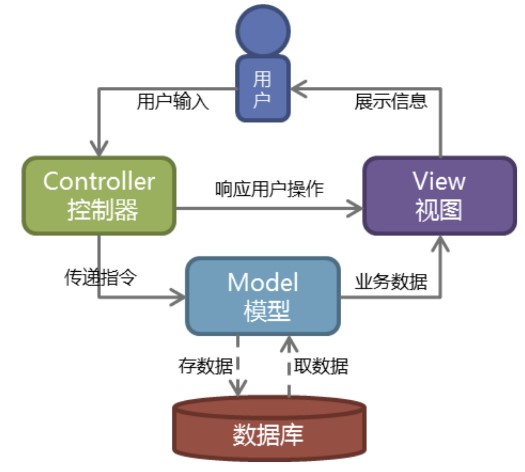 用
户
用户输入
展示信息
Controller
控制器
响应用户操作
View
视图
传递指令
Model
模型
业务数据
存数据
取数据
数据库